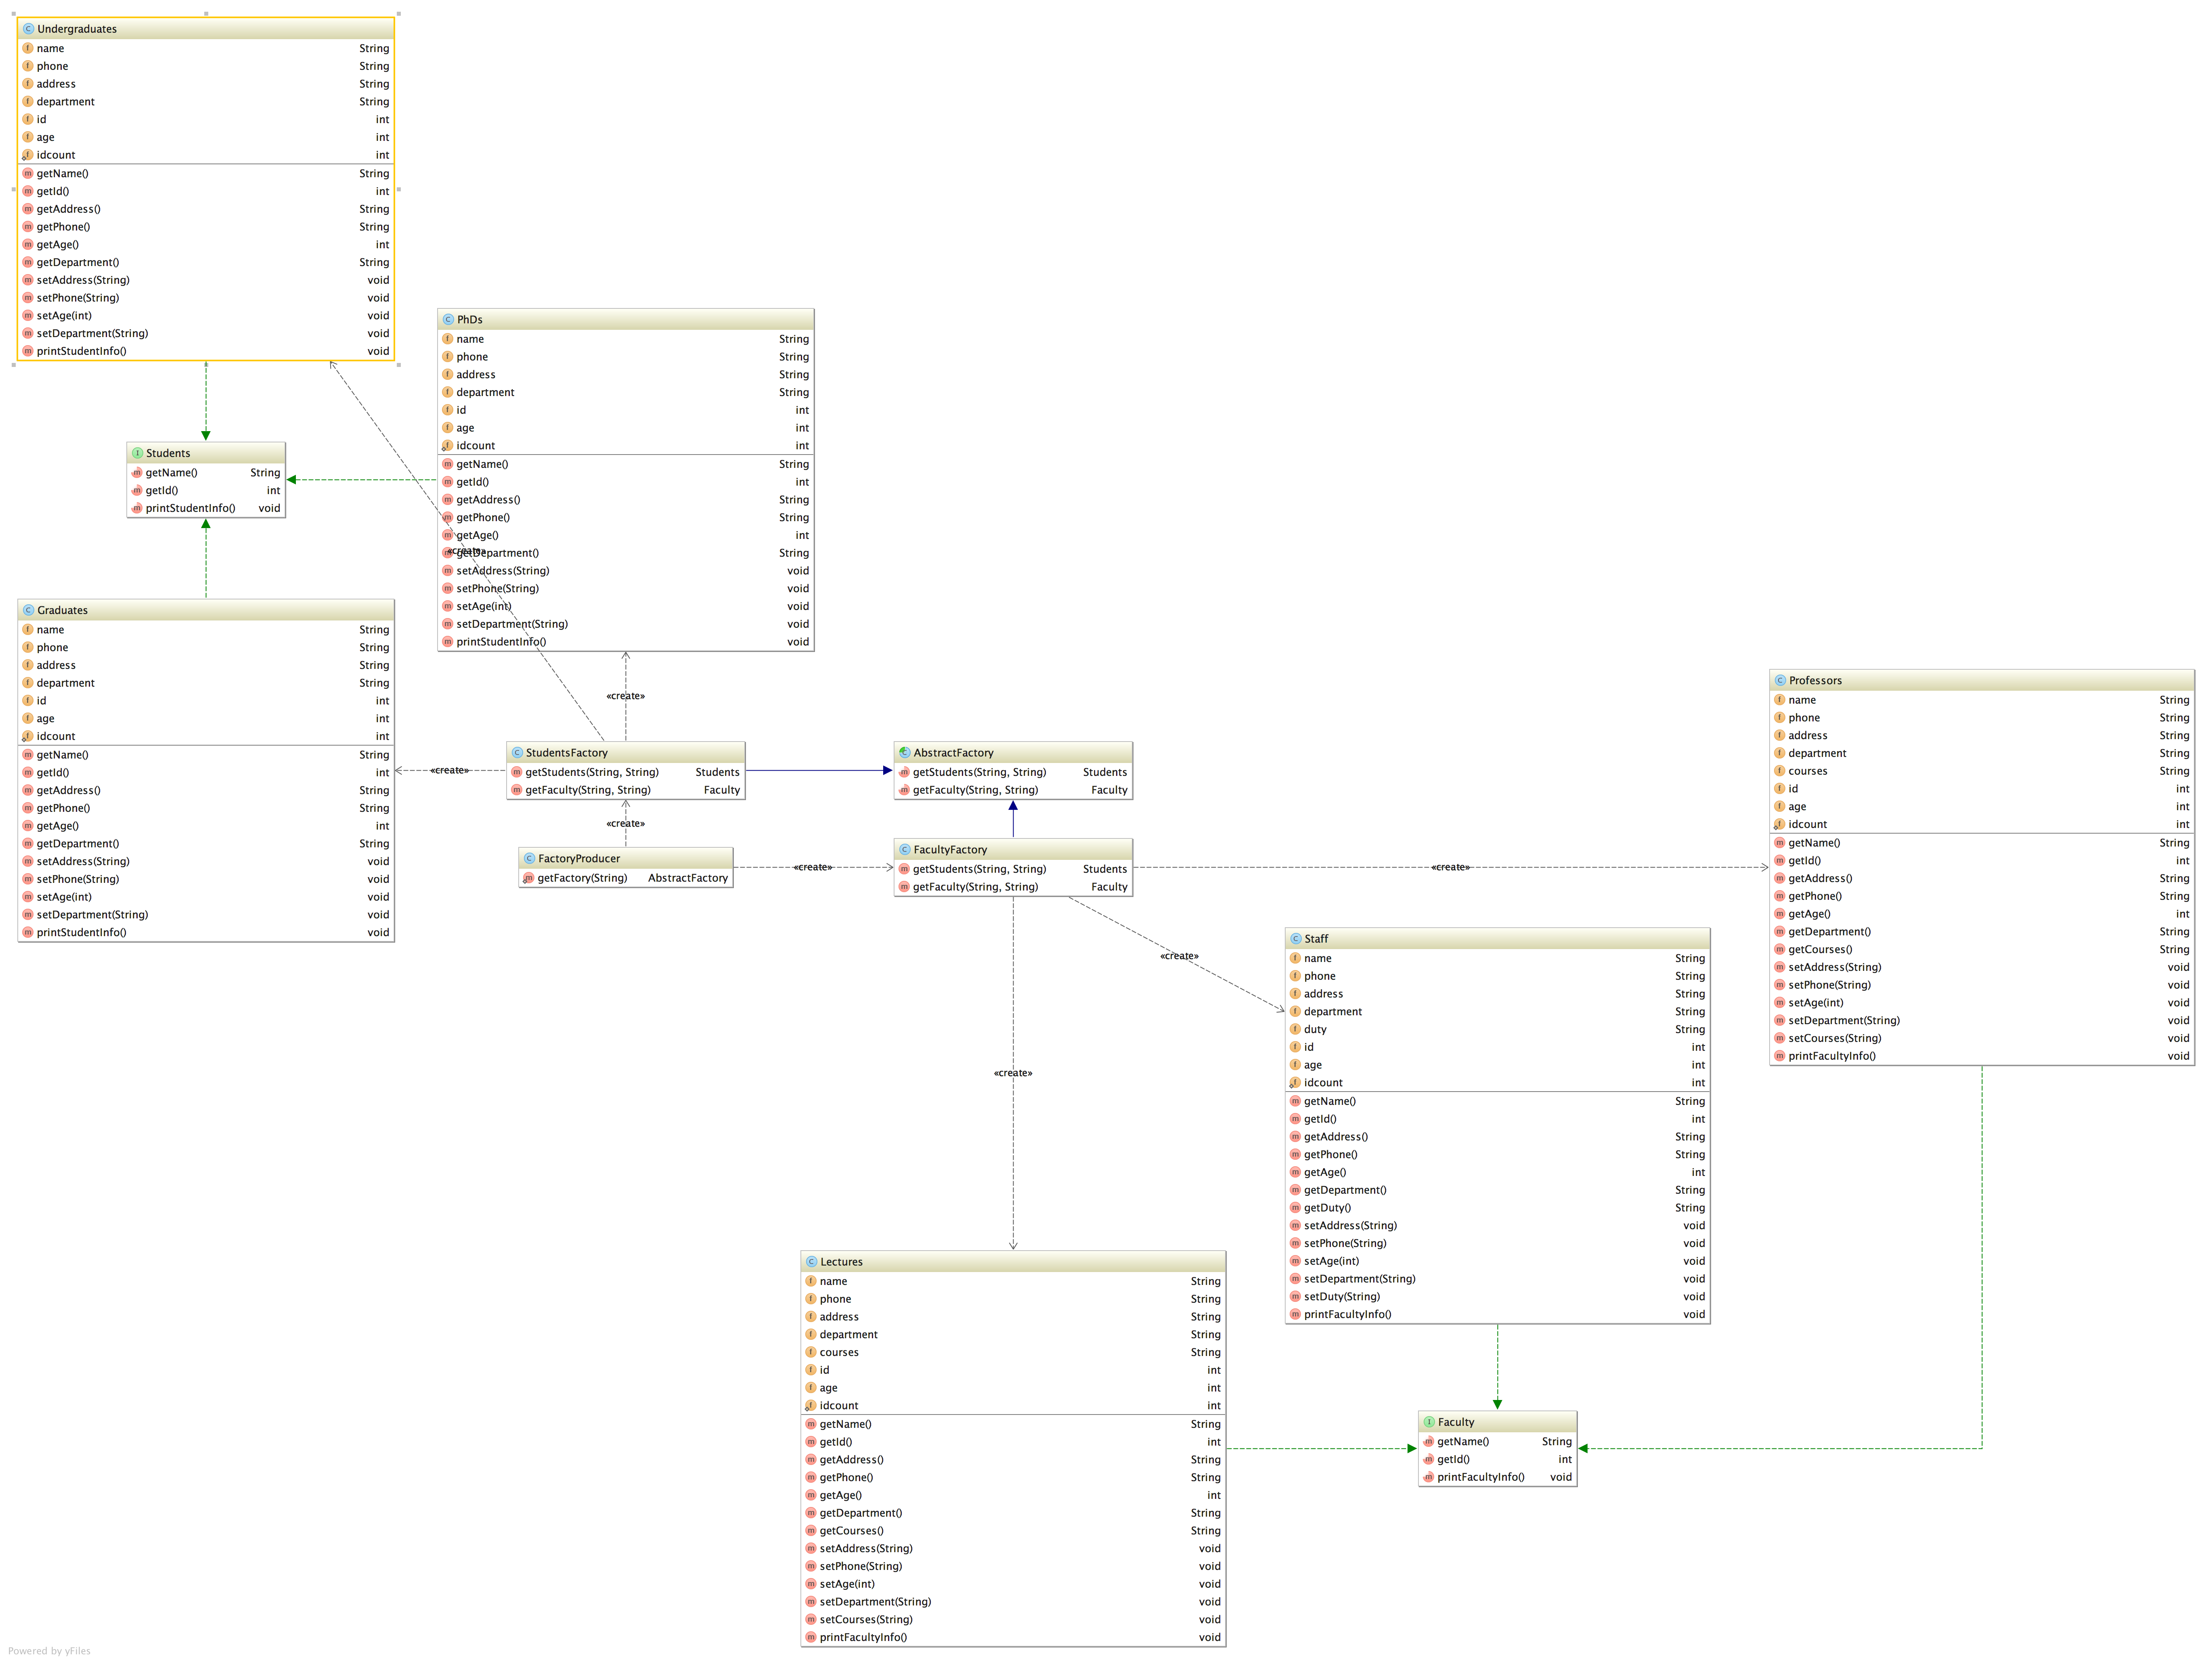 Undergraduates
name String
phone String
address String
department String
id int
age int
idcount int
getName() String
getId() int
getAddress() String
getPhone() String
getAge() int
getDepartment() String
setAddress(String) void
setPhone(String) void
setAge(int) void
setDepartment(String) void
printStudentInfo() void
PhDs
name String
phone String
address String
department String
id int
age int
idcount int
getName() String
getId() int
getAddress() String
getPhone() String
getAge() int
getDepartment() String
setAddress(String) void
setPhone(String) void
setAge(int) void
setDepartment(String) void
printStudentInfo() void
«create»
Students
getName() String
getId() int
printStudentInfo() void
Graduates
name String
phone String
address String
department String
id int
age int
idcount int
getName() String
getId() int
getAddress() String
getPhone() String
getAge() int
getDepartment() String
setAddress(String) void
setPhone(String) void
setAge(int) void
setDepartment(String) void
printStudentInfo() void
«create»
«create»
StudentsFactory
getStudents(String, String) Students
getFaculty(String, String) Faculty
AbstractFactory
getStudents(String, String) Students
getFaculty(String, String) Faculty
«create»
FactoryProducer
getFactory(String) AbstractFactory
«create»
FacultyFactory
getStudents(String, String) Students
getFaculty(String, String) Faculty
«create»
Professors
name String
phone String
address String
department String
courses String
id int
age int
idcount int
getName() String
getId() int
getAddress() String
getPhone() String
getAge() int
getDepartment() String
getCourses() String
setAddress(String) void
setPhone(String) void
setAge(int) void
setDepartment(String) void
setCourses(String) void
printFacultyInfo() void
«create»
Staff
name String
phone String
address String
department String
duty String
id int
age int
idcount int
getName() String
getId() int
getAddress() String
getPhone() String
getAge() int
getDepartment() String
getDuty() String
setAddress(String) void
setPhone(String) void
setAge(int) void
setDepartment(String) void
setDuty(String) void
printFacultyInfo() void
«create»
Lectures
name String
phone String
address String
department String
courses String
id int
age int
idcount int
getName() String
getId() int
getAddress() String
getPhone() String
getAge() int
getDepartment() String
getCourses() String
setAddress(String) void
setPhone(String) void
setAge(int) void
setDepartment(String) void
setCourses(String) void
printFacultyInfo() void
Faculty
getName() String
getId() int
printFacultyInfo() void
Powered by yFiles